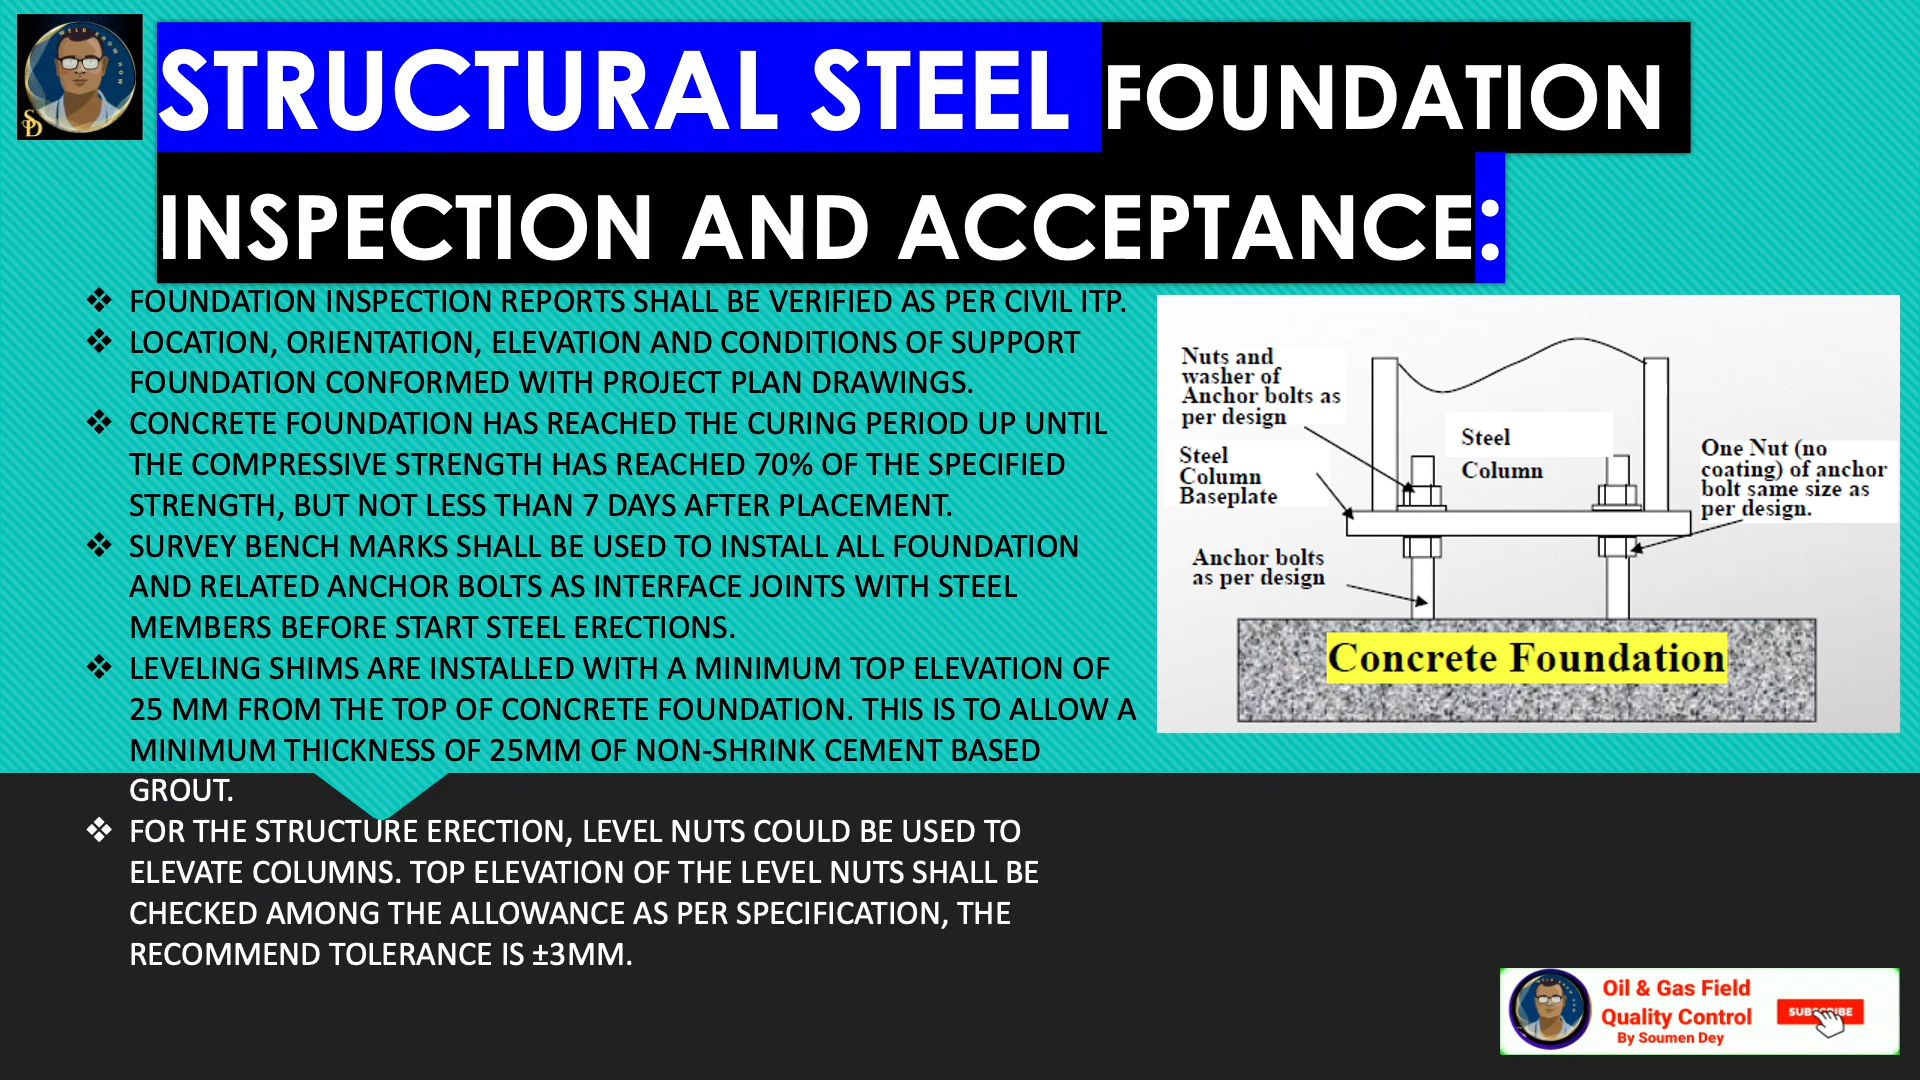 WELD KNOW HOW
SD
STRUCTURAL STEEL FOUNDATION
INSPECTION AND ACCEPTANCE:
❖ FOUNDATION INSPECTION REPORTS SHALL BE VERIFIED AS PER CIVIL ITP.
❖ LOCATION, ORIENTATION, ELEVATION AND CONDITIONS OF SUPPORT
FOUNDATION CONFORMED WITH PROJECT PLAN DRAWINGS.
❖ CONCRETE FOUNDATION HAS REACHED THE CURING PERIOD UP UNTIL
THE COMPRESSIVE STRENGTH HAS REACHED 70% OF THE SPECIFIED
STRENGTH, BUT NOT LESS THAN 7 DAYS AFTER PLACEMENT.
❖ SURVEY BENCH MARKS SHALL BE USED TO INSTALL ALL FOUNDATION
AND RELATED ANCHOR BOLTS AS INTERFACE JOINTS WITH STEEL
MEMBERS BEFORE START STEEL ERECTIONS.
❖ LEVELING SHIMS ARE INSTALLED WITH A MINIMUM TOP ELEVATION OF
25 MM FROM THE TOP OF CONCRETE FOUNDATION. THIS IS TO ALLOW A
MINIMUM THICKNESS OF 25MM OF NON-SHRINK CEMENT BASED
GROUT.
❖ FOR THE STRUCTURE ERECTION, LEVEL NUTS COULD BE USED TO
ELEVATE COLUMNS. TOP ELEVATION OF THE LEVEL NUTS SHALL BE
CHECKED AMONG THE ALLOWANCE AS PER SPECIFICATION, THE
RECOMMEND TOLERANCE IS ±3MM.
Nuts and
washer of
Anchor bolts as
per design
Steel
Column
Baseplate
Anchor bolts
as per design
Steel
Column
One Nut (no
coating) of anchor
bolt same size as
per design.
Concrete Foundation
Oil & Gas Field
Quality Control
By Soumen Dey
SUBSCRIBE